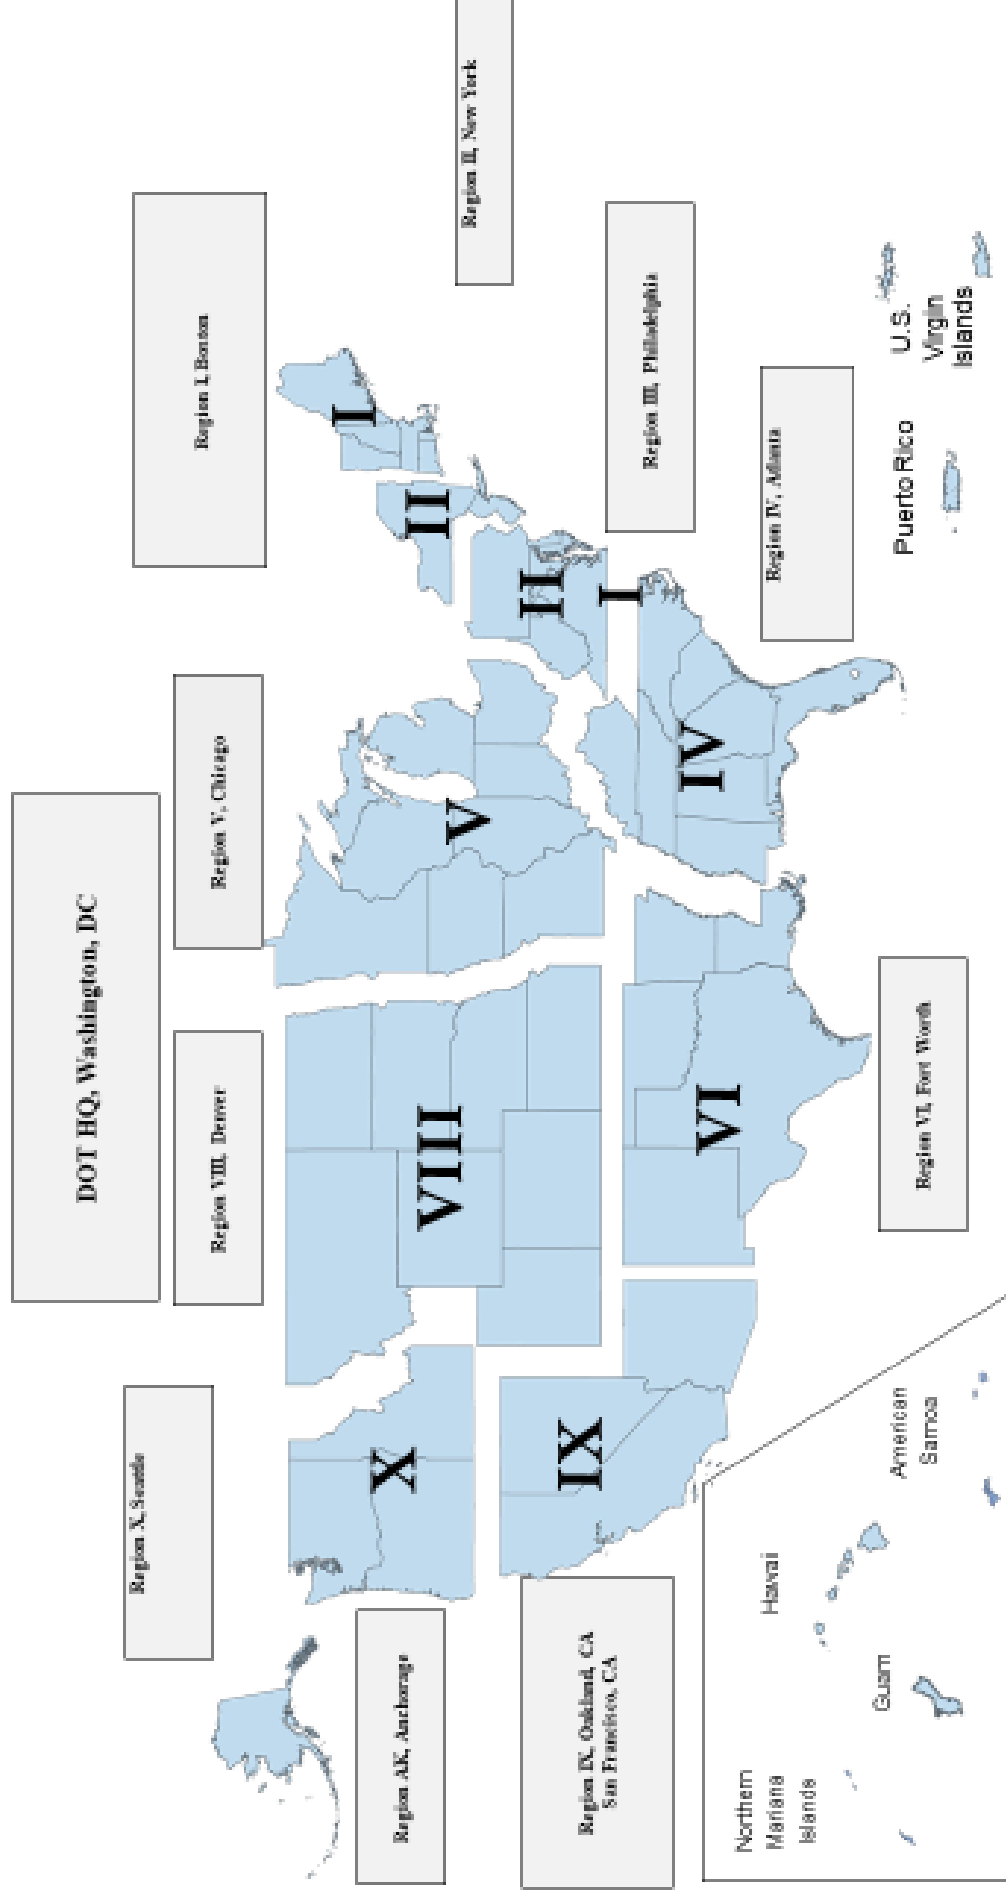 DOT HQ, Washington, DC
Region X, Seattle
Region VIII, Denver
Region V, Chicago
Region I, Boston
Region II, New York
Region AK, Anchorage
Region IX, Oakland, CA
San Francisco, CA
Region III, Philadelphia
Region IV, Atlanta
Region VI, Fort Worth
X
VIII
V
I
II
II
I
IX
VI
IV
Northern
Mariana
Islands
Guam
Hawai
American
Samoa
Puerto Rico
U.S.
Virgin
Islands